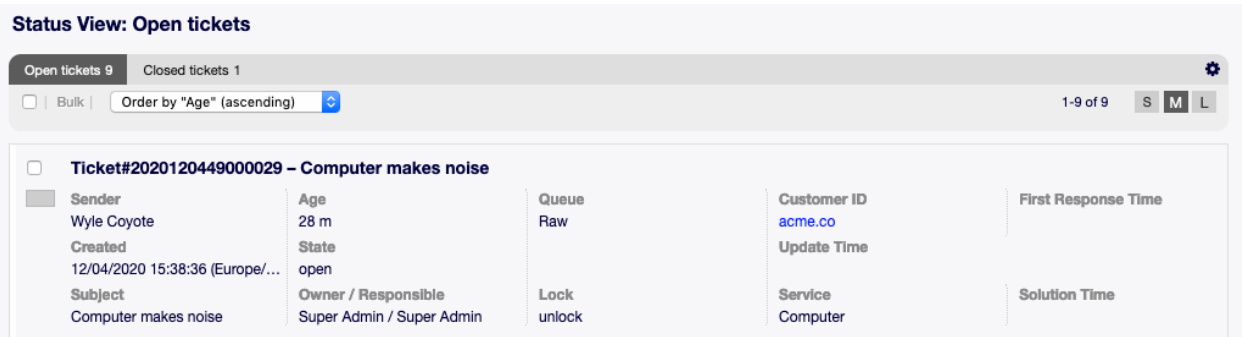 Status View: Open tickets
Open tickets 9 Closed tickets 1
| Bulk | Order by "Age" (ascending) 1-9 of 9 S M L
Ticket#2020120449000029 – Computer makes noise
Sender Age Queue Customer ID First Response Time
Wyle Coyote 28 m Raw acme.co
Created State Update Time
12/04/2020 15:38:36 (Europe/... open
Subject Owner / Responsible Lock Service Solution Time
Computer makes noise Super Admin / Super Admin unlock Computer